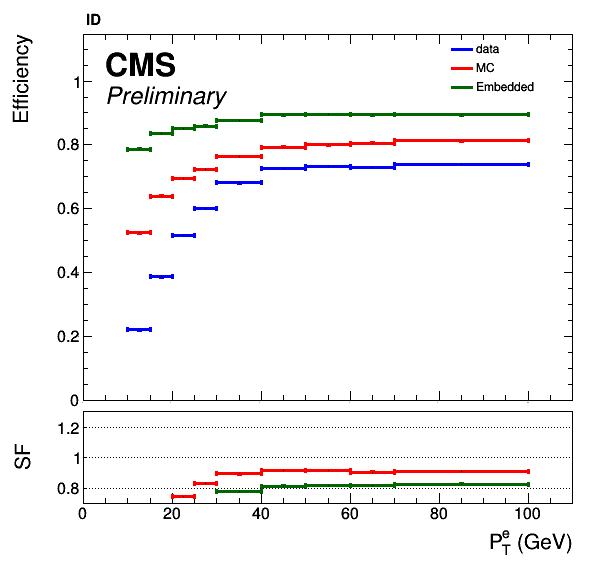 ID
Efficiency
CMS
Preliminary
data
MC
Embedded
1
0.8
0.6
0.4
0.2
0
SF
1.2
1
0.8
0 20 40 60 80 100
P_T^e (GeV)